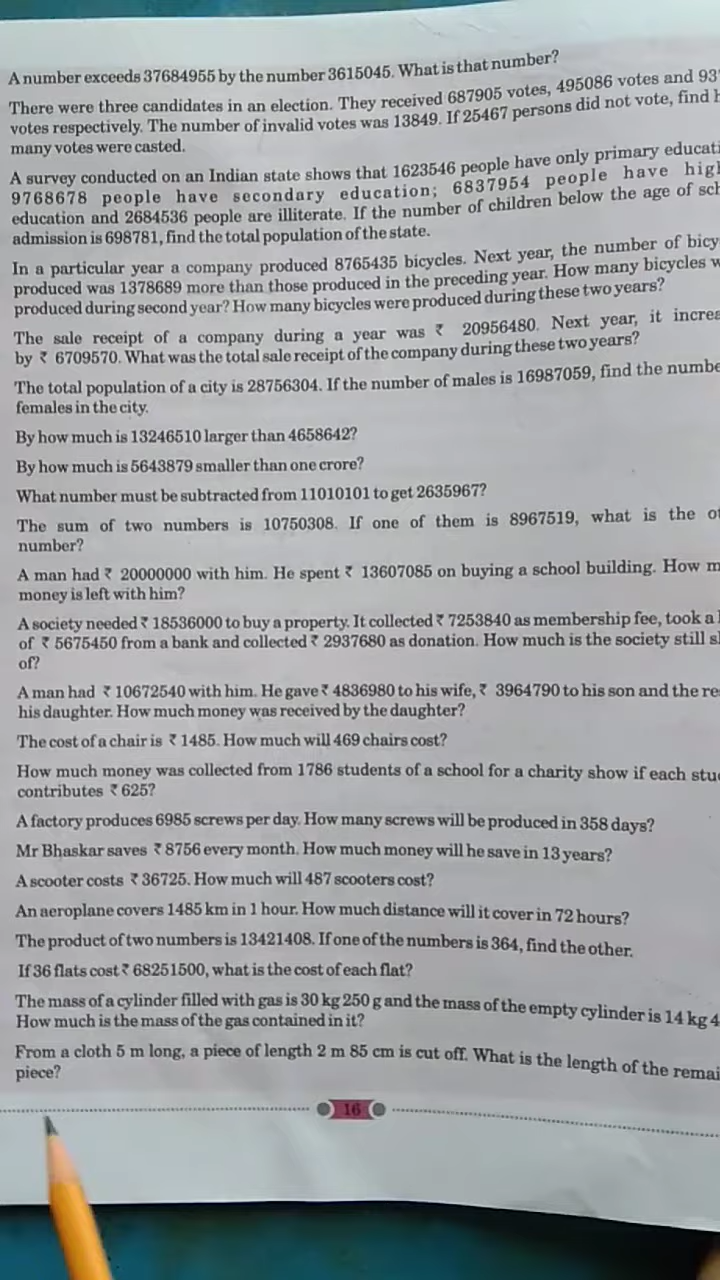 A number exceeds 37684955 by the number 3615045. What is that number?
There were three candidates in an election. They received 687905 votes, 495086 votes and 93
votes respectively. The number of invalid votes was 13849. If 25467 persons did not vote, find
many votes were casted.
A survey conducted on an Indian state shows that 1623546 people have only primary educati
9768678 people have secondary education; 6837954 people have high
education and 2684536 people are illiterate. If the number of children below the age of sch
admission is 698781, find the total population of the state.
In a particular year a company produced 8765435 bicycles. Next year, the number of bicy
produced was 1378689 more than those produced in the preceding year. How many bicycles w
produced during second year? How many bicycles were produced during these two years?
The sale receipt of a company during a year was ₹ 20956480. Next year, it increa
by ₹ 6709570. What was the total sale receipt of the company during these two years?
The total population of a city is 28756304. If the number of males is 16987059, find the numbe
females in the city.
By how much is 13246510 larger than 4658642?
By how much is 5643879 smaller than one crore?
What number must be subtracted from 11010101 to get 2635967?
The sum of two numbers is 10750308. If one of them is 8967519, what is the ot
number?
A man had ₹ 20000000 with him. He spent ₹ 13607085 on buying a school building. How m
money is left with him?
A society needed ₹ 18536000 to buy a property. It collected ₹ 7253840 as membership fee, took a l
of ₹ 5675450 from a bank and collected ₹ 2937680 as donation. How much is the society still s
of?
A man had ₹ 10672540 with him. He gave ₹ 4836980 to his wife, ₹ 3964790 to his son and the re
his daughter. How much money was received by the daughter?
The cost of a chair is ₹ 1485. How much will 469 chairs cost?
How much money was collected from 1786 students of a school for a charity show if each stu
contributes ₹ 625?
A factory produces 6985 screws per day. How many screws will be produced in 358 days?
Mr Bhaskar saves ₹ 8756 every month. How much money will he save in 13 years?
A scooter costs ₹ 36725. How much will 487 scooters cost?
An aeroplane covers 1485 km in 1 hour. How much distance will it cover in 72 hours?
The product of two numbers is 13421408. If one of the numbers is 364, find the other.
If 36 flats cost ₹ 68251500, what is the cost of each flat?
The mass of a cylinder filled with gas is 30 kg 250 g and the mass of the empty cylinder is 14 kg 4
How much is the mass of the gas contained in it?
From a cloth 5 m long, a piece of length 2 m 85 cm is cut off. What is the length of the remai
piece?
16